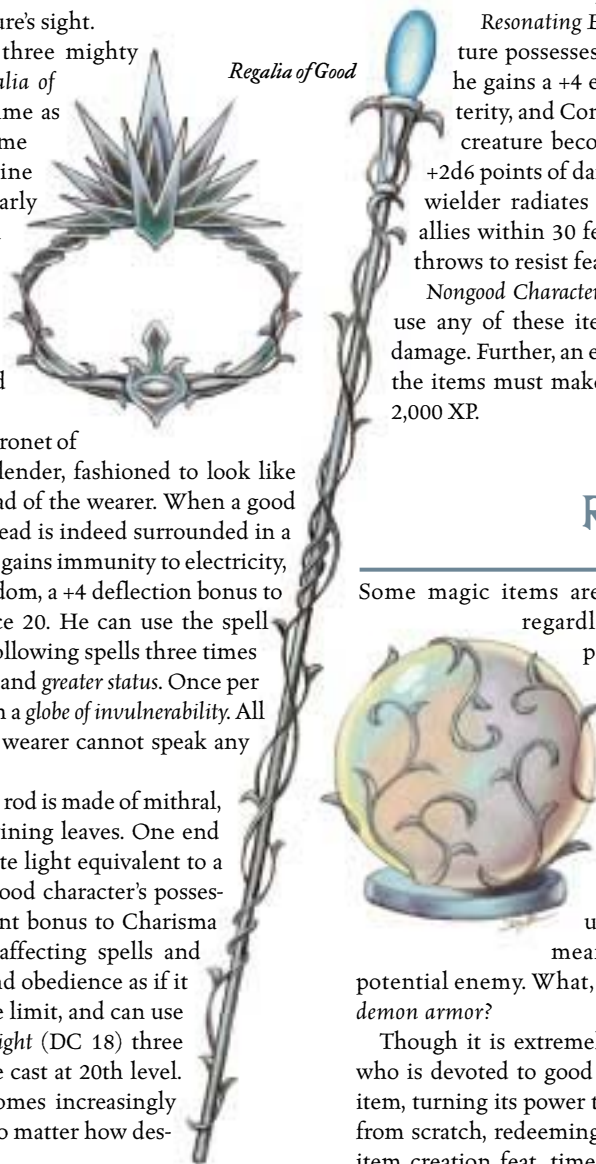 ure's sight.
three mighty
alia of
me as
me
ine
arly
d
ronet of
lender, fashioned to look like
ad of the wearer. When a good
ead is indeed surrounded in a
gains immunity to electricity,
dom, a +4 deflection bonus to
ce 20. He can use the spell
ollowing spells three times
and greater status. Once per
n a globe of invulnerability. All
wearer cannot speak any
rod is made of mithral,
ining leaves. One end
te light equivalent to a
ood character's posses-
nt bonus to Charisma
affecting spells and
nd obedience as if it
e limit, and can use
ight (DC 18) three
e cast at 20th level.
omes increasingly
o matter how des-
Regalia of Good
Resonating
ture possesses
he gains a +4 e
terity, and Con
creature beco
+2d6 points of da
wielder radiates
allies within 30 fe
throws to resist fea
Nongood Character
use any of these ite
damage. Further, an e
the items must make
2,000 XP.
R
Some magic items are
regardl
p
u
mean
potential enemy. What,
demon armor?
Though it is extreme
who is devoted to good
item, turning its power t
from scratch, redeeming
item creation feat, time